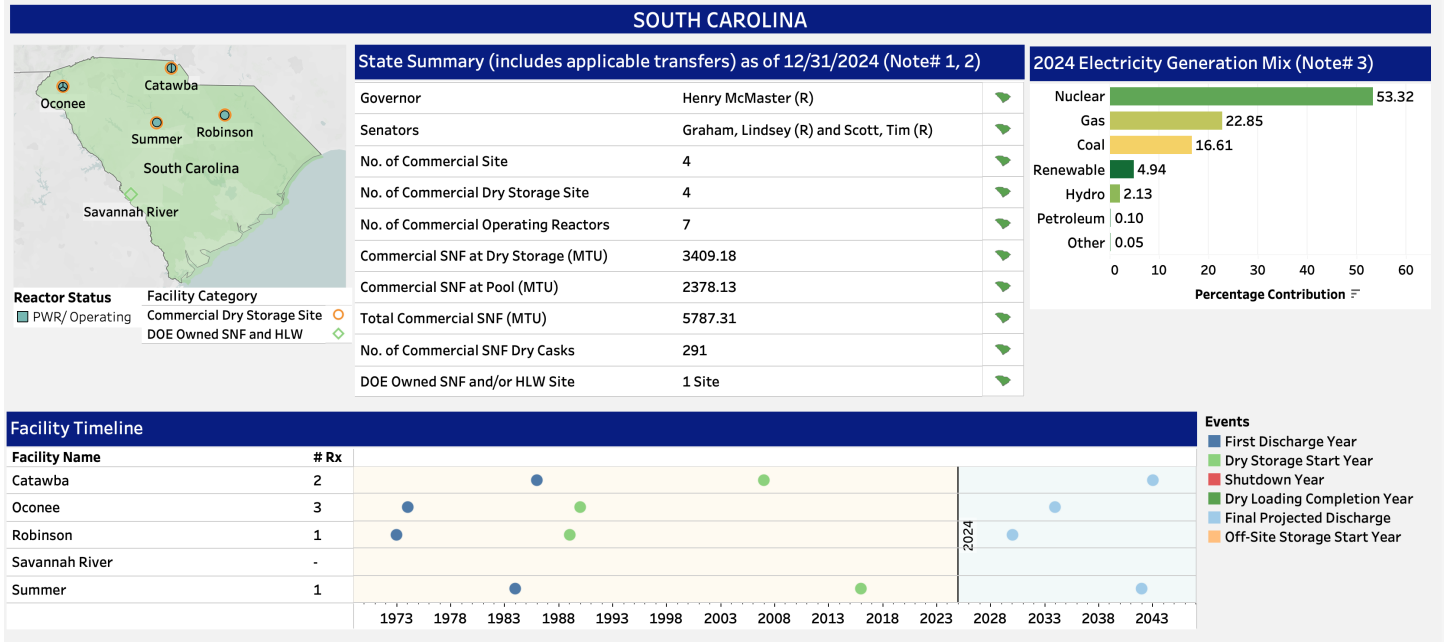 SOUTH CAROLINA
Catawba
Oconee
Robinson
Summer
South Carolina
Savannah River
Reactor Status
PWR/ Operating
Facility Category
Commercial Dry Storage Site
DOE Owned SNF and HLW
State Summary (includes applicable transfers) as of 12/31/2024 (Note# 1, 2)
Governor Henry McMaster (R)
Senators Graham, Lindsey (R) and Scott, Tim (R)
No. of Commercial Site 4
No. of Commercial Dry Storage Site 4
No. of Commercial Operating Reactors 7
Commercial SNF at Dry Storage (MTU) 3409.18
Commercial SNF at Pool (MTU) 2378.13
Total Commercial SNF (MTU) 5787.31
No. of Commercial SNF Dry Casks 291
DOE Owned SNF and/or HLW Site 1 Site
2024 Electricity Generation Mix (Note# 3)
Nuclear 53.32
Gas 22.85
Coal 16.61
Renewable 4.94
Hydro 2.13
Petroleum 0.10
Other 0.05
0 10 20 30 40 50 60
Percentage Contribution
Facility Timeline
Facility Name # Rx
Catawba 2
Oconee 3
Robinson 1
Savannah River -
Summer 1
2024
1973 1978 1983 1988 1993 1998 2003 2008 2013 2018 2023 2028 2033 2038 2043
Events
First Discharge Year
Dry Storage Start Year
Shutdown Year
Dry Loading Completion Year
Final Projected Discharge
Off-Site Storage Start Year